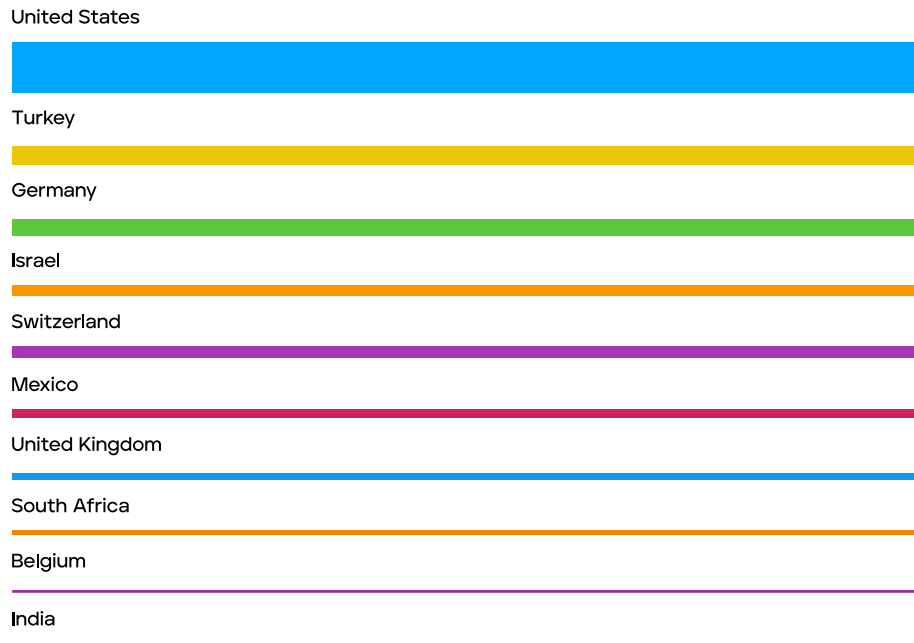 United States
Turkey
Germany
Israel
Switzerland
Mexico
United Kingdom
South Africa
Belgium
India